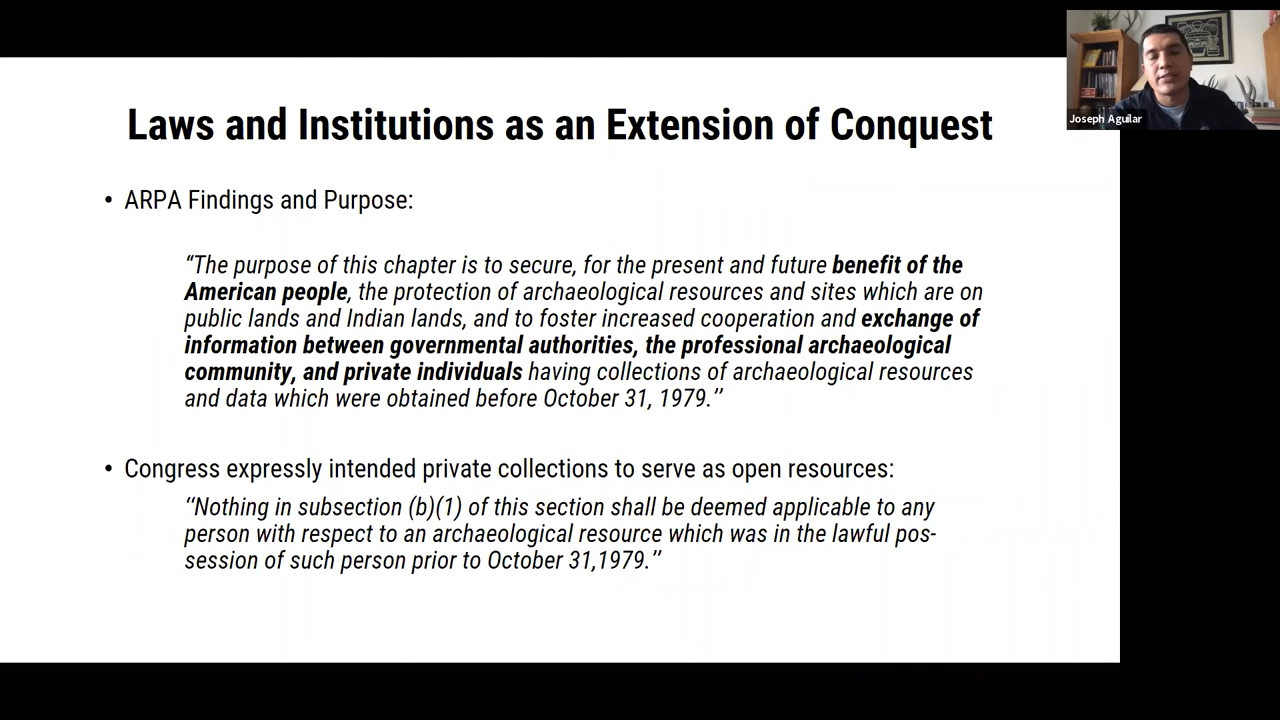 Laws and Institutions as an Extension of Conquest
Joseph Aguilar
• ARPA Findings and Purpose:
“The purpose of this chapter is to secure, for the present and future benefit of the
American people, the protection of archaeological resources and sites which are on
public lands and Indian lands, and to foster increased cooperation and exchange of
information between governmental authorities, the professional archaeological
community, and private individuals having collections of archaeological resources
and data which were obtained before October 31, 1979.’’
• Congress expressly intended private collections to serve as open resources:
‘‘Nothing in subsection (b)(1) of this section shall be deemed applicable to any
person with respect to an archaeological resource which was in the lawful pos-
session of such person prior to October 31,1979.’’